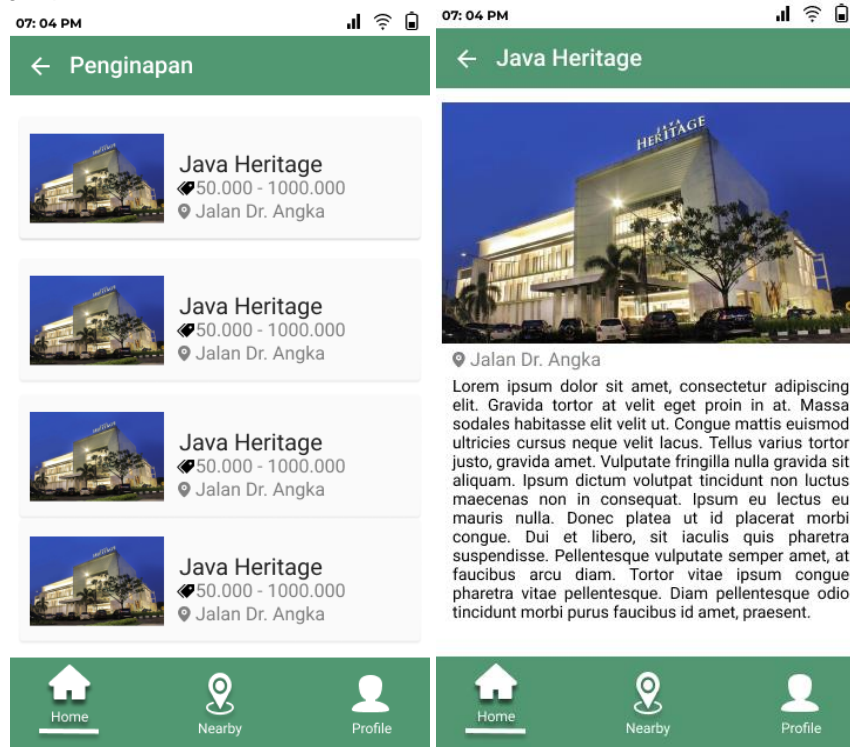 07: 04 PM
Penginapan
Java Heritage
50.000 - 1000.000
Jalan Dr. Angka
Java Heritage
50.000 - 1000.000
Jalan Dr. Angka
Java Heritage
50.000 - 1000.000
Jalan Dr. Angka
Java Heritage
50.000 - 1000.000
Jalan Dr. Angka
Home
Nearby
Profile
07: 04 PM
Java Heritage
JAVA
HERITAGE
Jalan Dr. Angka
Lorem ipsum dolor sit amet, consectetur adipiscing
elit. Gravida tortor at velit eget proin in at. Massa
sodales habitasse elit velit ut. Congue mattis euismod
ultricies cursus neque velit lacus. Tellus varius tortor
justo, gravida amet. Vulputate fringilla nulla gravida sit
aliquam. Ipsum dictum volutpat tincidunt non luctus
maecenas non in consequat. Ipsum eu lectus eu
mauris nulla. Donec platea ut id placerat morbi
congue. Dui et libero, sit iaculis quis pharetra
suspendisse. Pellentesque vulputate semper amet, at
faucibus arcu diam. Tortor vitae ipsum congue
pharetra vitae pellentesque. Diam pellentesque odio
tincidunt morbi purus faucibus id amet, praesent.
Home
Nearby
Profile